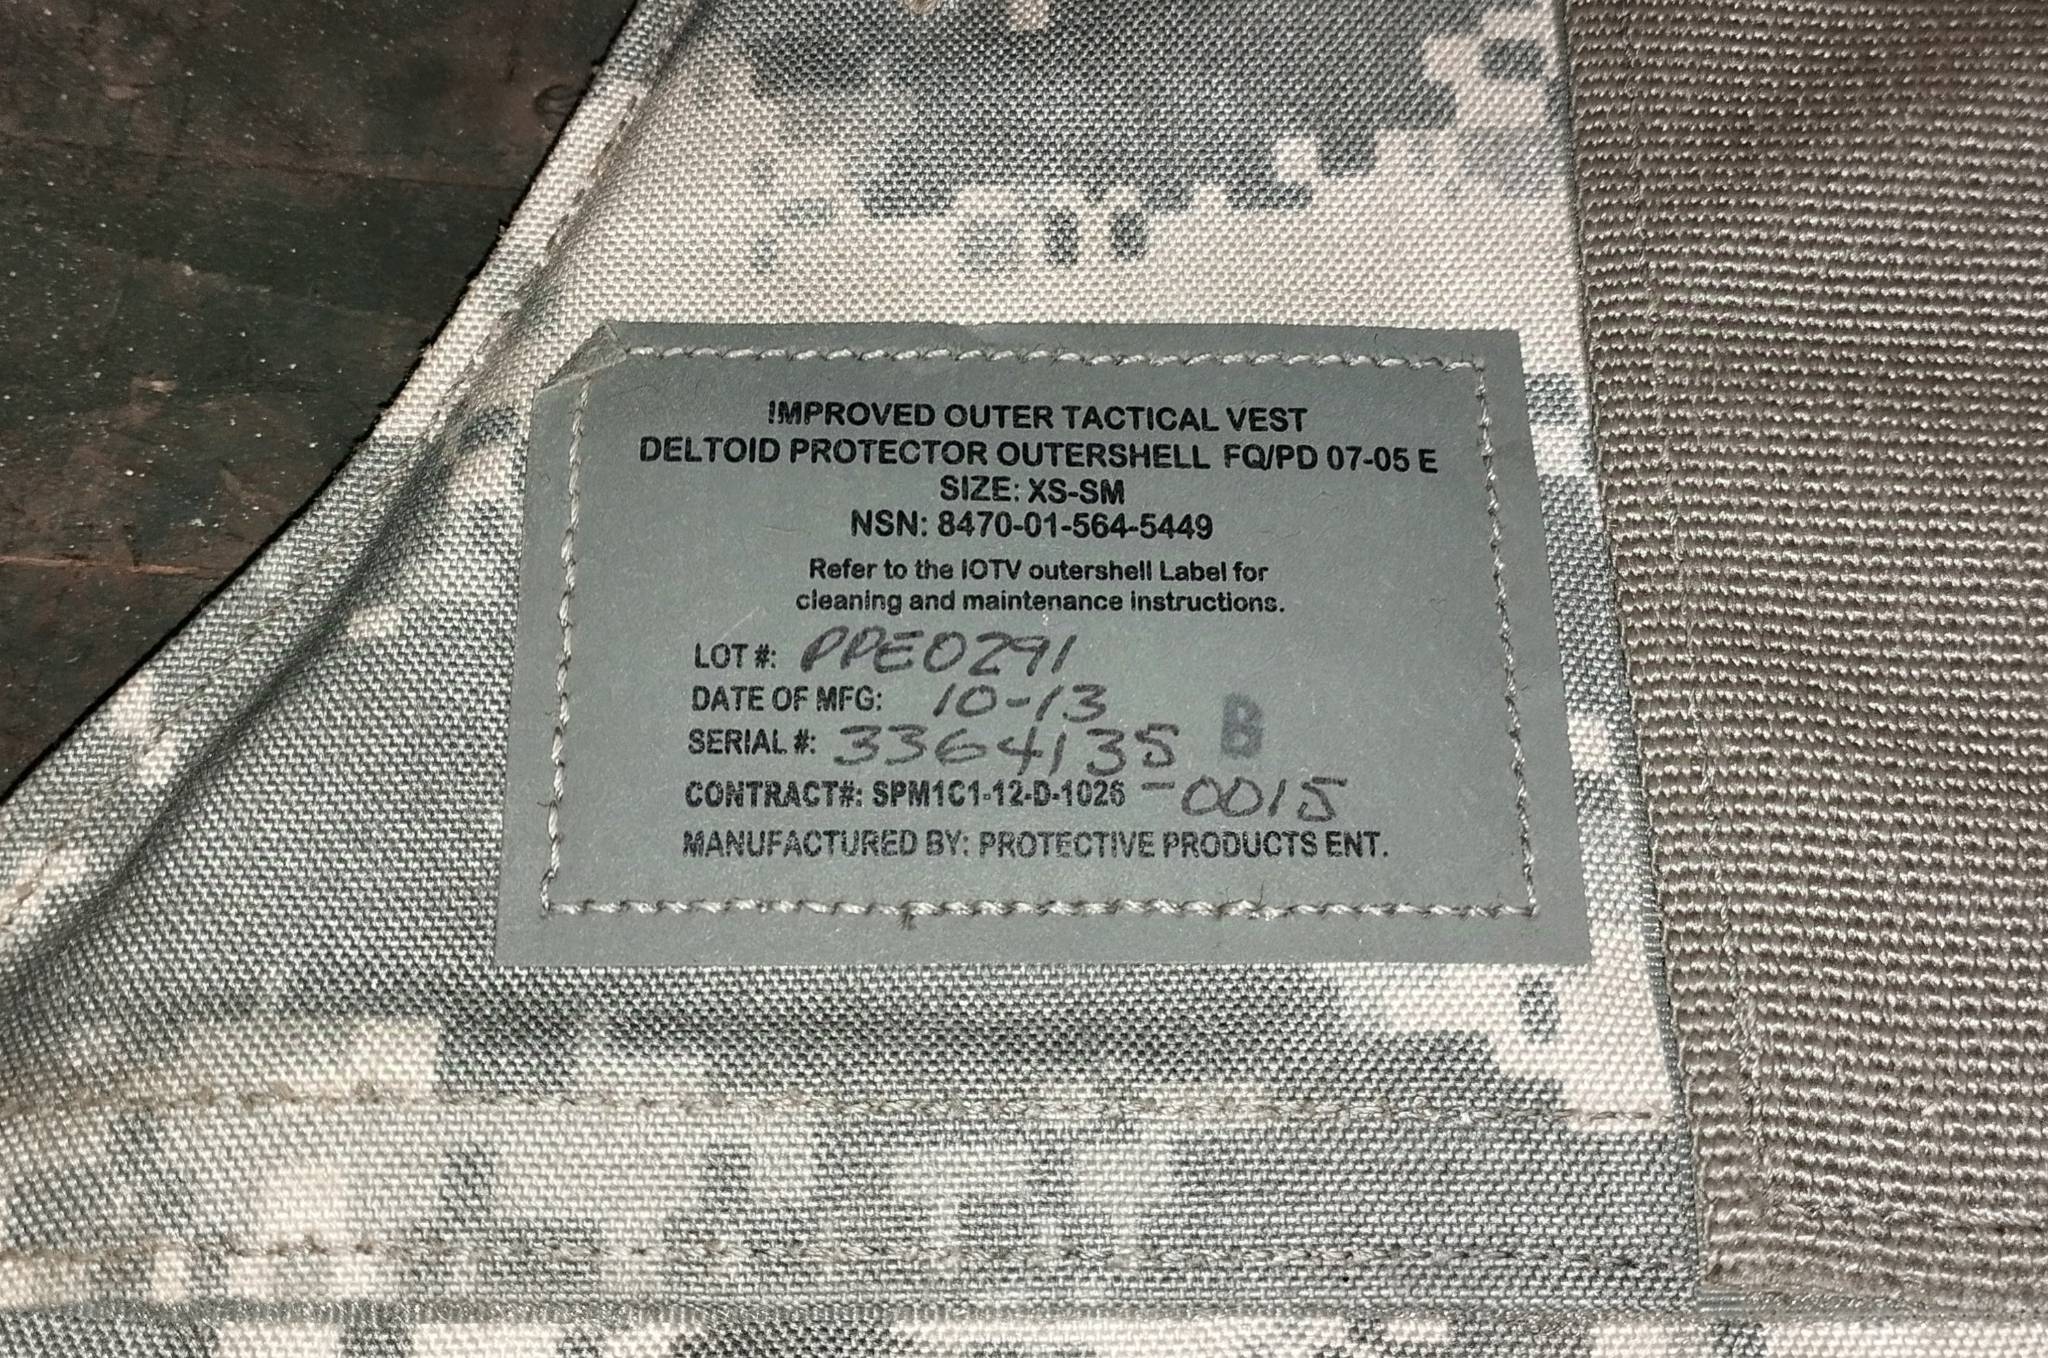 IMPROVED OUTER TACTICAL VEST
DELTOID PROTECTOR OUTERSHELL FQ/PD 07-05 E
SIZE: XS-SM
NSN: 8470-01-564-5449
Refer to the IOTV outershell Label for
cleaning and maintenance instructions.
LOT #: PPE0291
DATE OF MFG: 10-13
SERIAL #: 3364135 B
CONTRACT#: SPM1C1-12-D-1026 -0015
MANUFACTURED BY: PROTECTIVE PRODUCTS ENT.